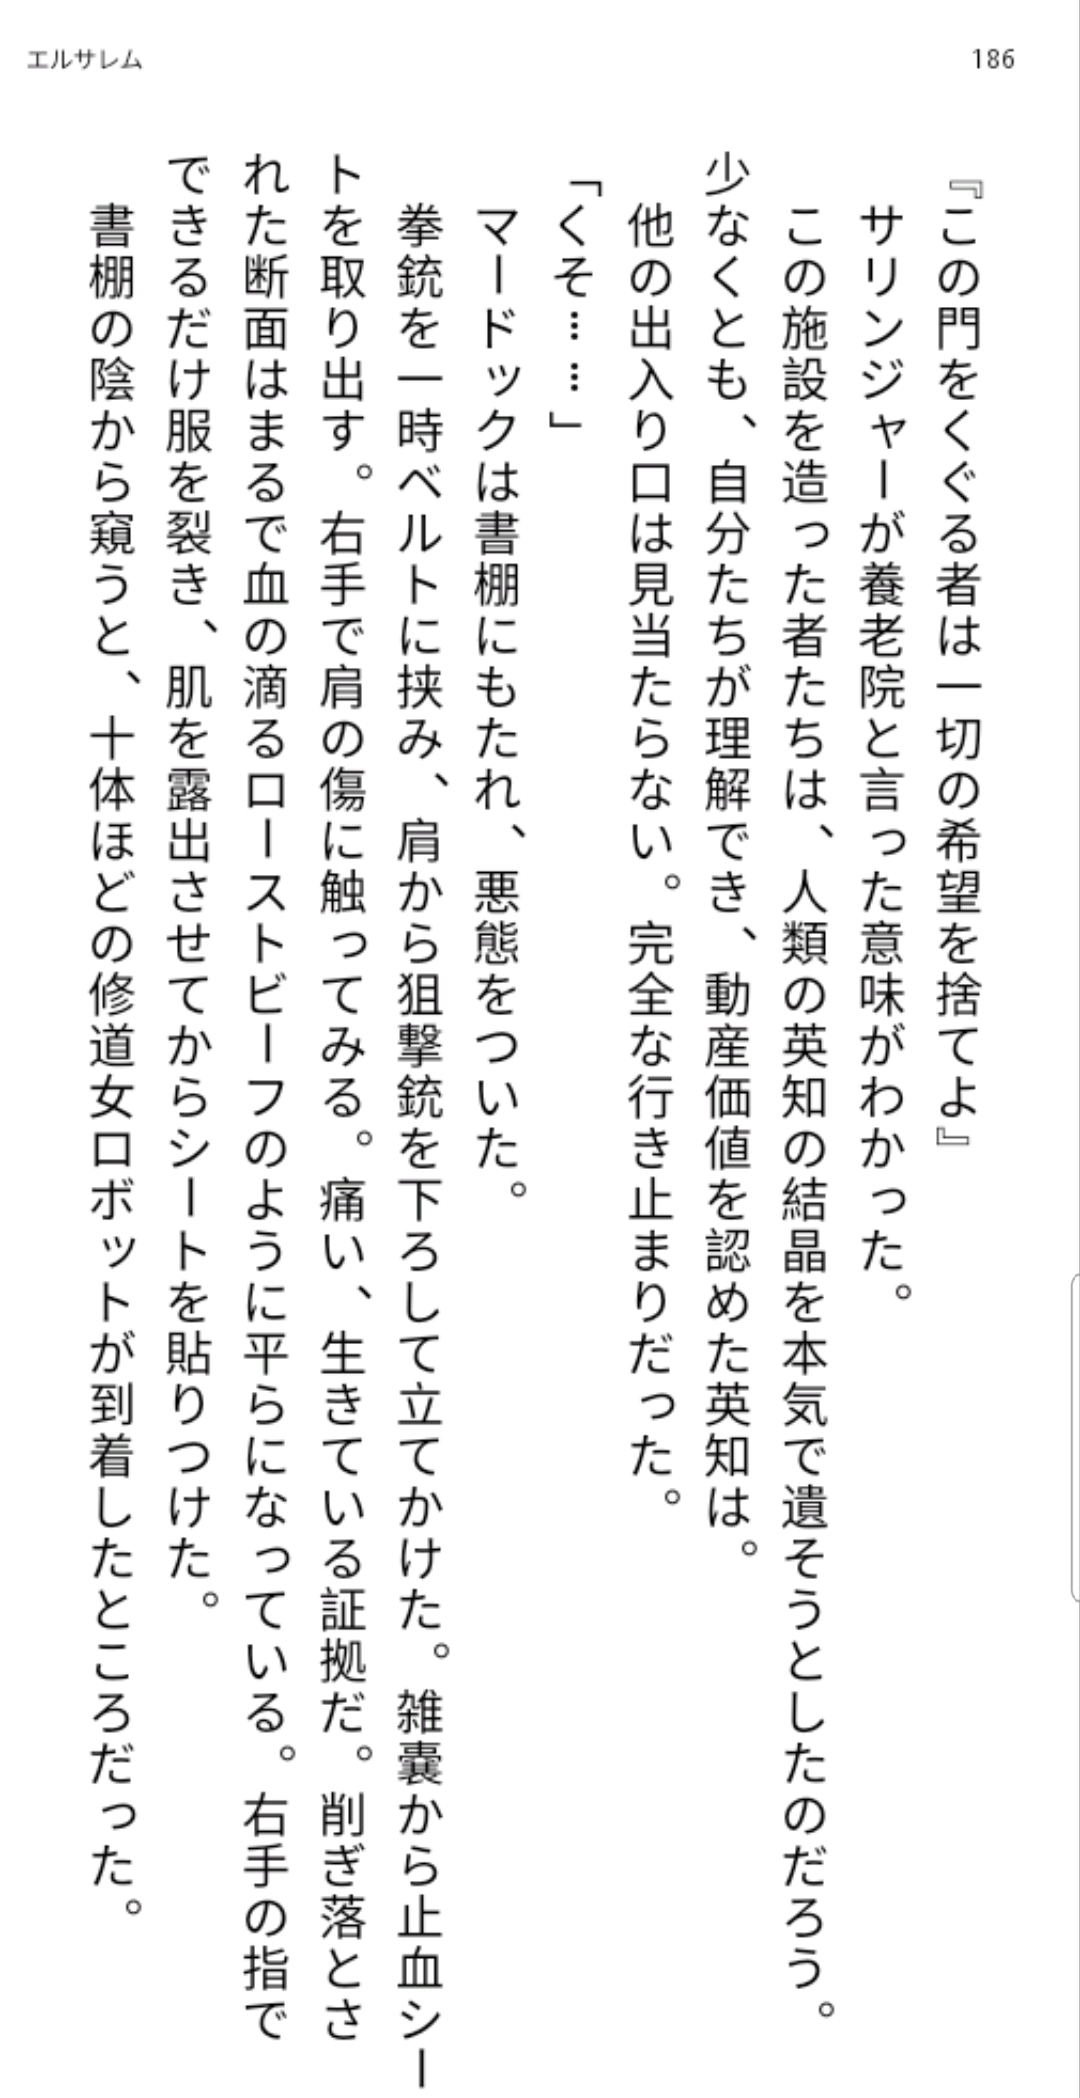 エルサレム
186
『この門をくぐる者は一切の希望を捨てよ』
サリンジャーが養老院と言った意味がわかった。
この施設を造った者たちは、人類の英知の結晶を本気で遺そうとしたのだろう。
少なくとも、自分たちが理解でき、動産価値を認めた英知は。
他の出入り口は見当たらない。完全な行き止まりだった。
「くそ……」
マードックは書棚にもたれ、悪態をついた。
拳銃を一時ベルトに挟み、肩から狙撃銃を下ろして立てかけた。雑嚢から止血シー
トを取り出す。右手で肩の傷に触ってみる。痛い、生きている証拠だ。削ぎ落とさ
れた断面はまるで血の滴るローストビーフのように平らになっている。右手の指で
できるだけ服を裂き、肌を露出させてからシートを貼りつけた。
書棚の陰から窺うと、十体ほどの修道女ロボットが到着したところだった。